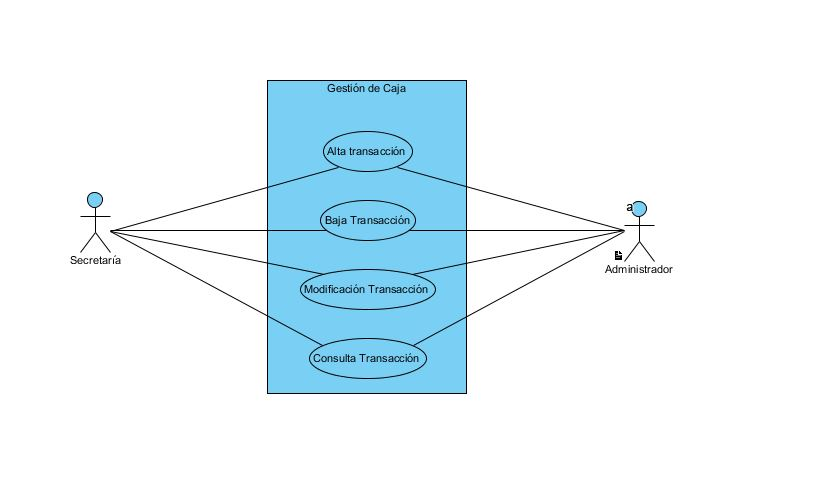 Gestión de Caja
Alta transacción
Baja Transacción
Modificación Transacción
Consulta Transacción
Secretaría
a
Administrador